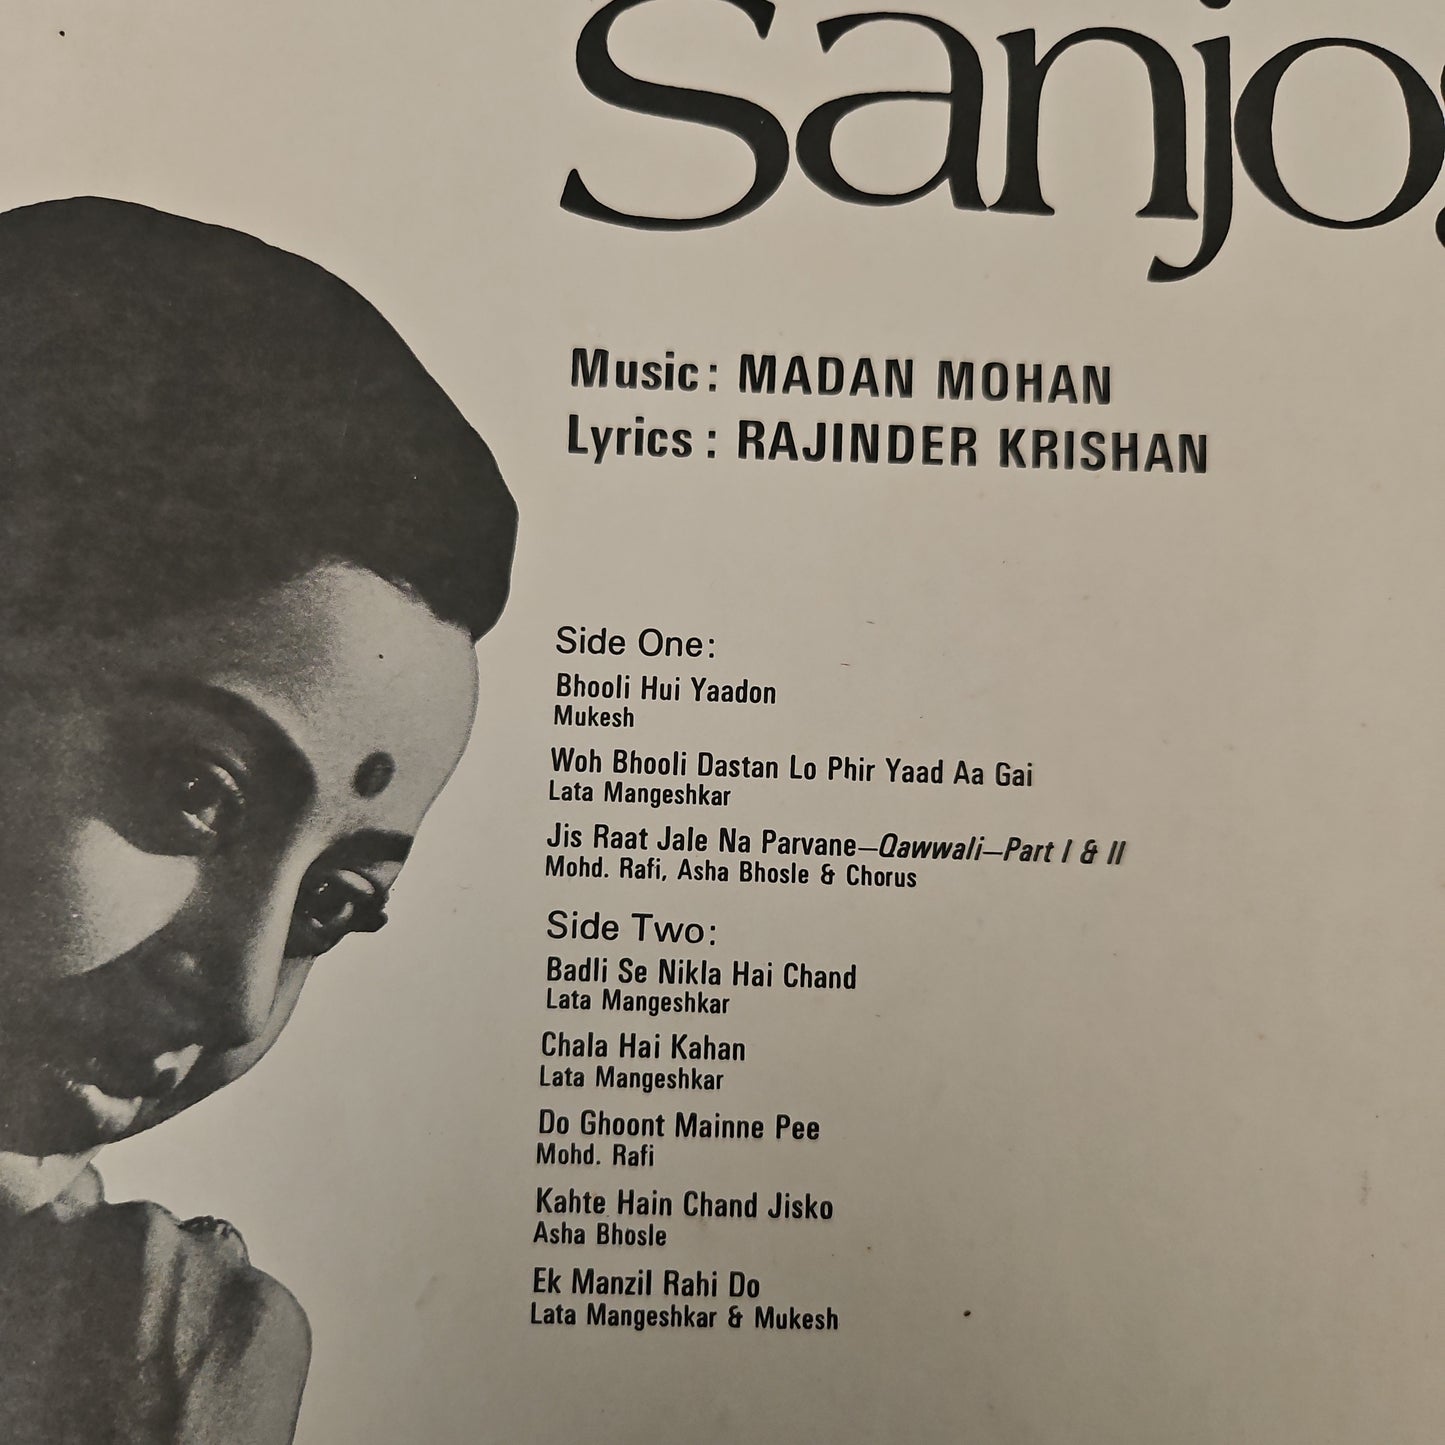 Sanjog
Music: MADAN MOHAN
Lyrics: RAJINDER KRISHAN
Side One:
Bhooli Hui Yaadon
Mukesh
Woh Bhooli Dastan Lo Phir Yaad Aa Gai
Lata Mangeshkar
Jis Raat Jale Na Parvane—Qawwali—Part I & II
Mohd. Rafi, Asha Bhosle & Chorus
Side Two:
Badli Se Nikla Hai Chand
Lata Mangeshkar
Chala Hai Kahan
Lata Mangeshkar
Do Ghoont Mainne Pee
Mohd. Rafi
Kahte Hain Chand Jisko
Asha Bhosle
Ek Manzil Rahi Do
Lata Mangeshkar & Mukesh